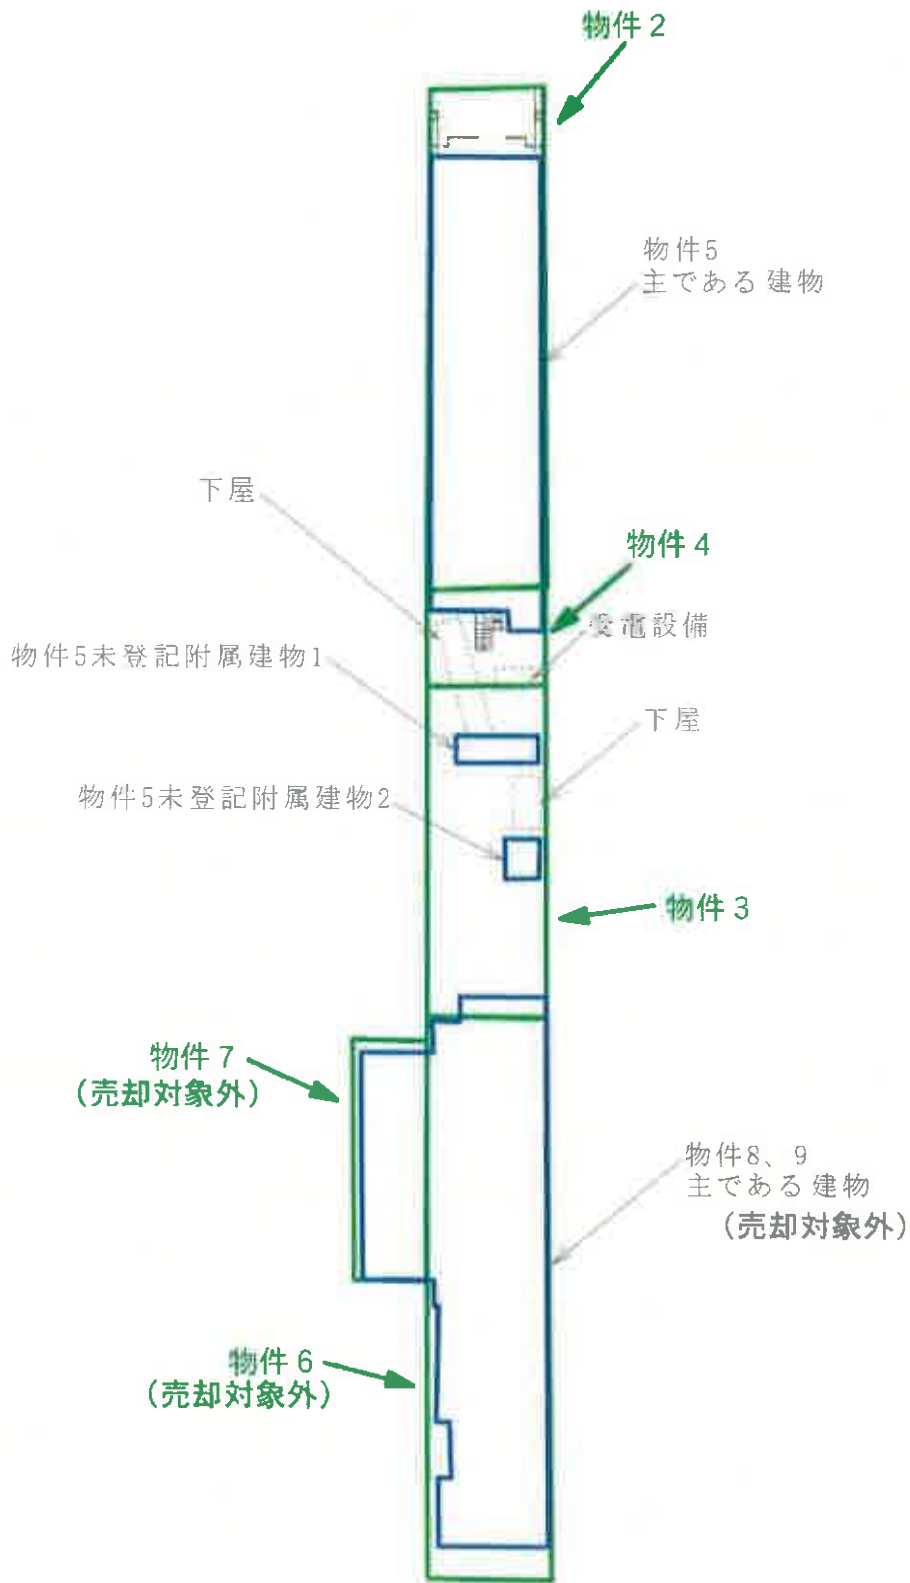 物件2
物件5
主である建物
下屋
物件4
受電設備
物件5未登記附属建物1
下屋
物件5未登記附属建物2
物件3
物件7
(売却対象外)
物件8、9
主である建物
(売却対象外)
物件6
(売却対象外)